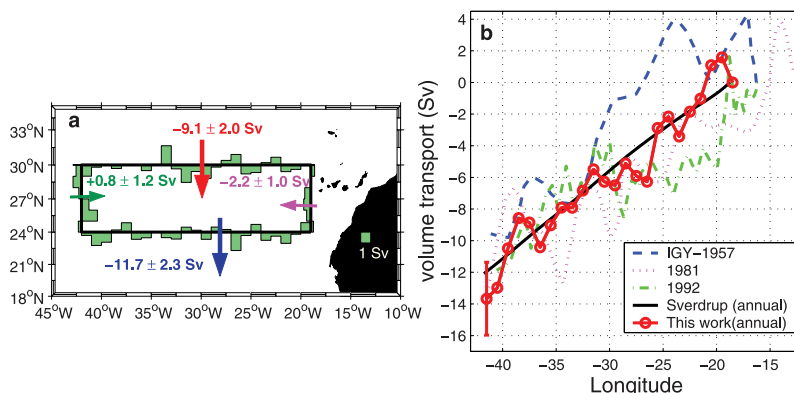 a
33°N
30°N
27°N
24°N
21°N
18°N
45°W
40°W
35°W
30°W
25°W
20°W
15°W
10°W
−9.1 ± 2.0 Sv
+0.8 ± 1.2 Sv
−2.2 ± 1.0 Sv
−11.7 ± 2.3 Sv
1 Sv
b
volume transport (Sv)
4
2
0
−2
−4
−6
−8
−10
−12
−14
−16
−40
−35
−30
−25
−20
−15
Longitude
IGY−1957
1981
1992
Sverdrup (annual)
This work(annual)